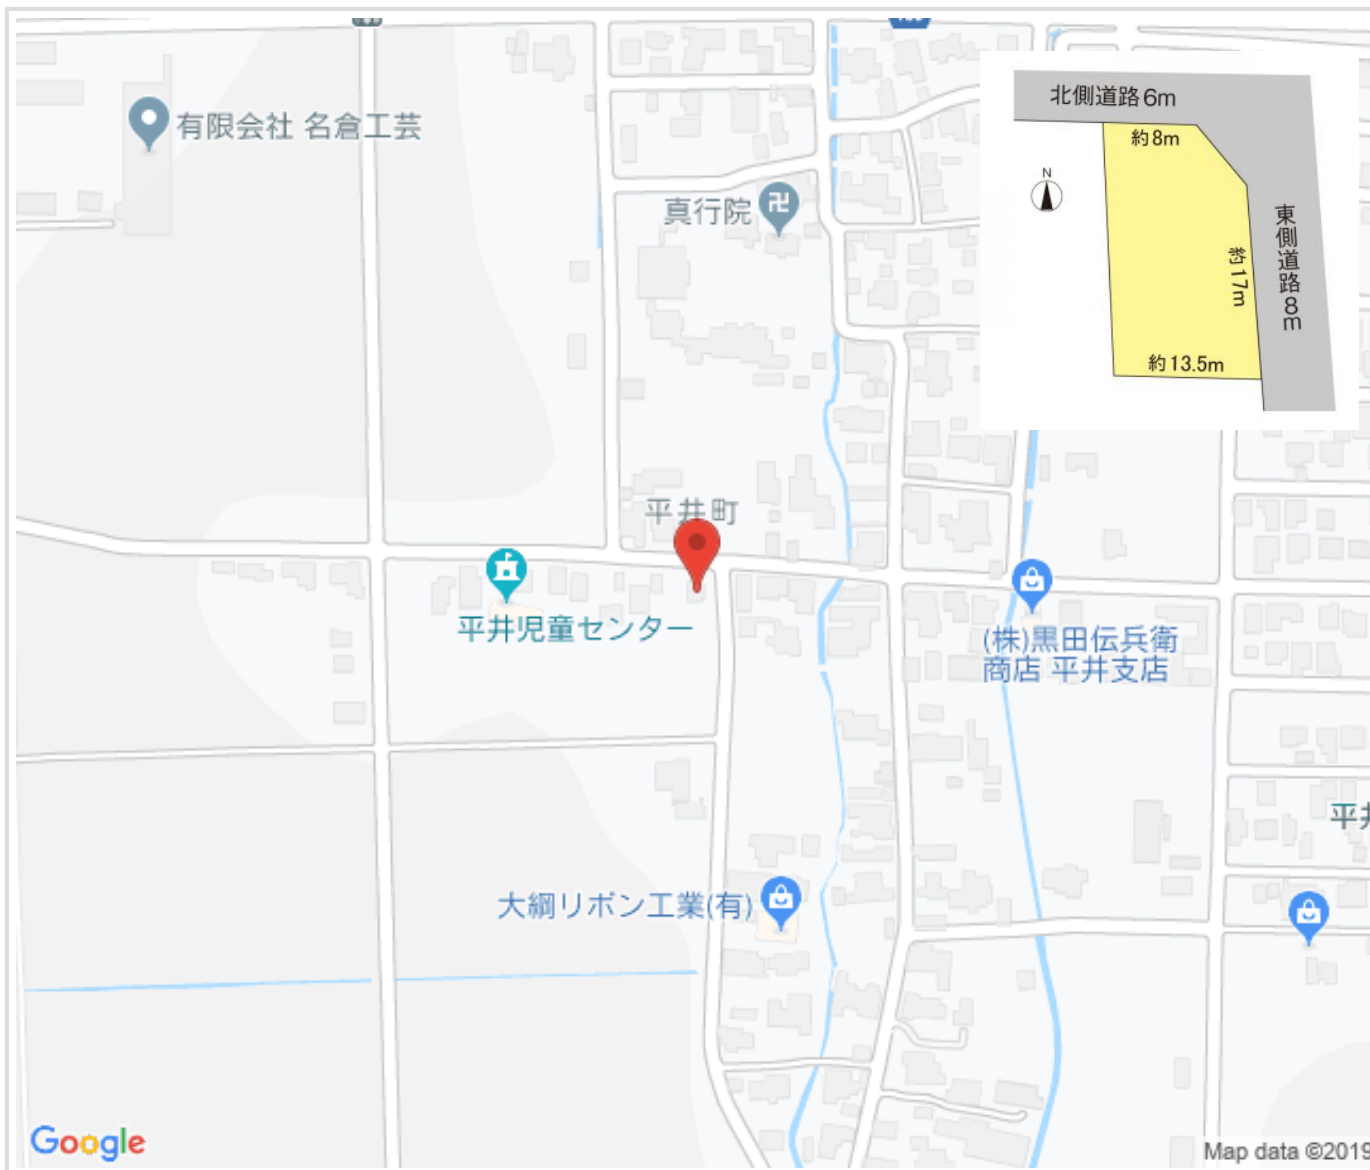 有限会社 名倉工芸
真行院
北側道路6m
約8m
N
東側道路8m
約17m
約13.5m
平井町
平井児童センター
(株)黒田伝兵衛
商店 平井支店
大綱リボン工業(有)
Google
Map data ©2019